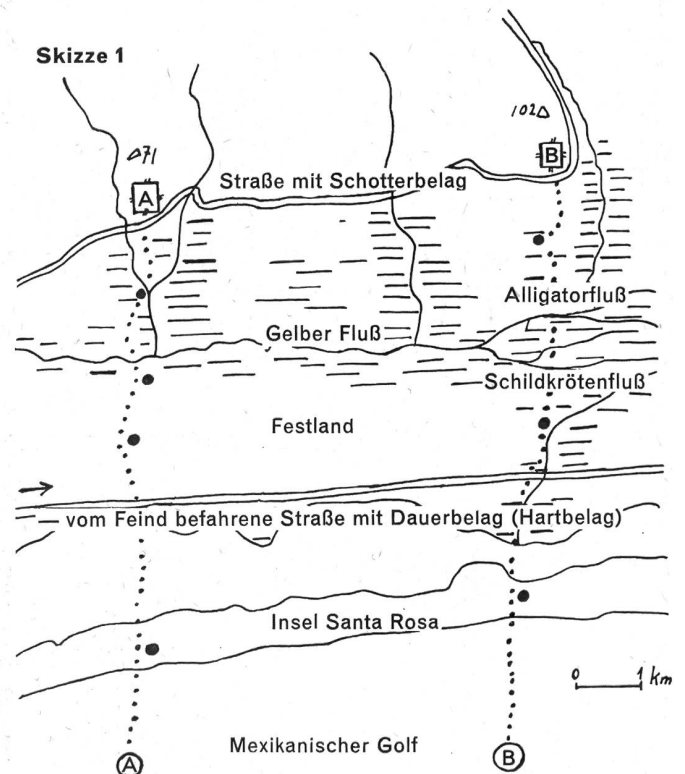 Skizze 1
71
102
A
B
Straße mit Schotterbelag
Alligatorfluß
Gelber Fluß
Schildkrötenfluß
Festland
vom Feind befahrene Straße mit Dauerbelag (Hartbelag)
Insel Santa Rosa
0 1 km
Mexikanischer Golf
A
B